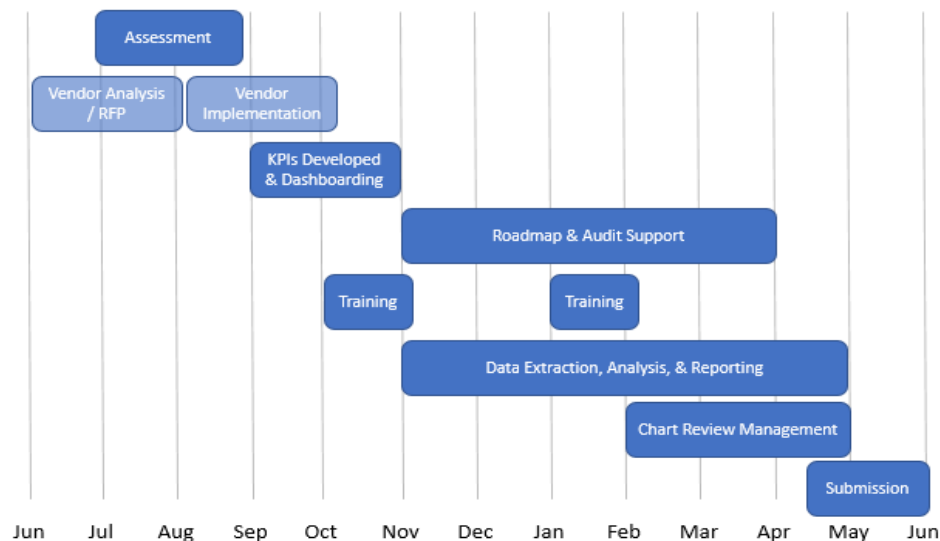 Assessment
Vendor Analysis
/ RFP
Vendor
Implementation
KPIs Developed
& Dashboarding
Roadmap & Audit Support
Training
Training
Data Extraction, Analysis, & Reporting
Chart Review Management
Submission
Jun Jul Aug Sep Oct Nov Dec Jan Feb Mar Apr May Jun